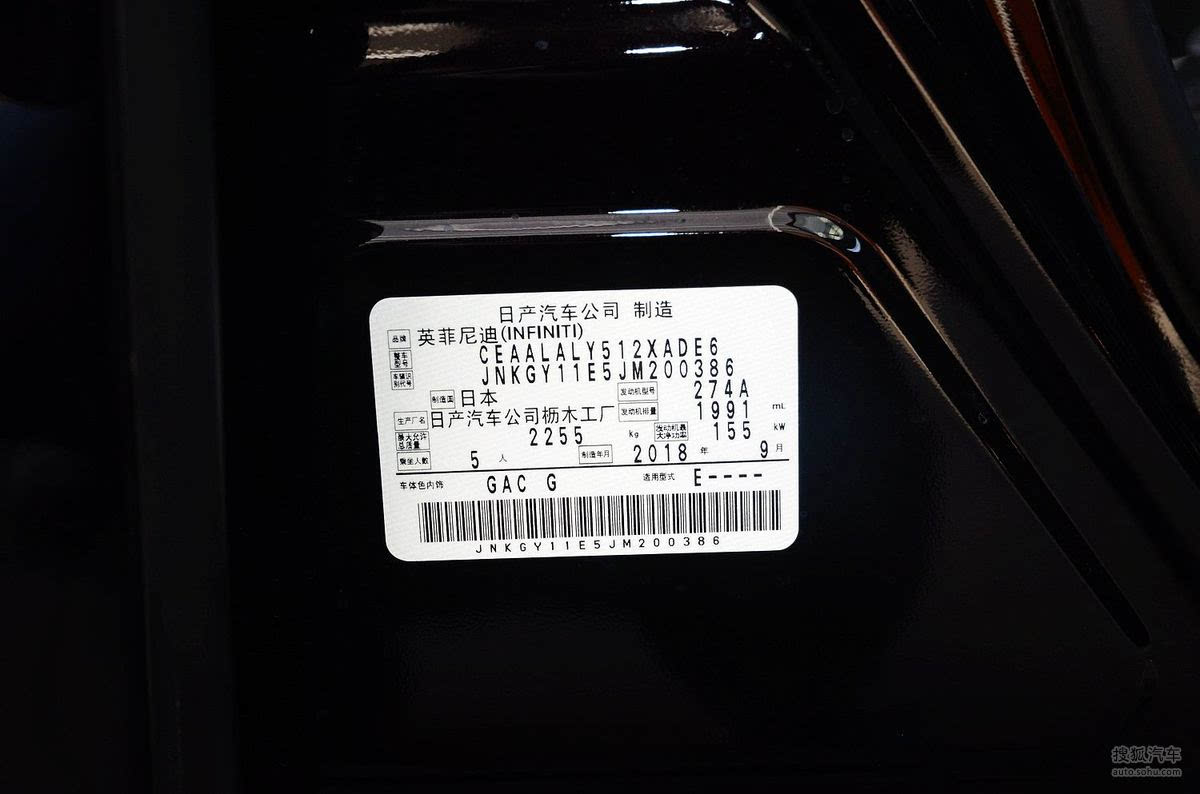 日产汽车公司 制造
品牌 英菲尼迪(INFINITI)
整车型号 CEAALALY512XADE6
车辆识别代号 JNKGY11E5JM200386
制造国 日本 发动机型号 274A
生产厂名 日产汽车公司枥木工厂 发动机排量 1991 mL
最大允许总质量 2255 kg 发动机最大净功率 155 kW
乘坐人数 5 人 制造年月 2018 年 9 月
车体色内饰 GAC G 适用型式 E----
JNKGY11E5JM200386
搜狐汽车
auto.sohu.com